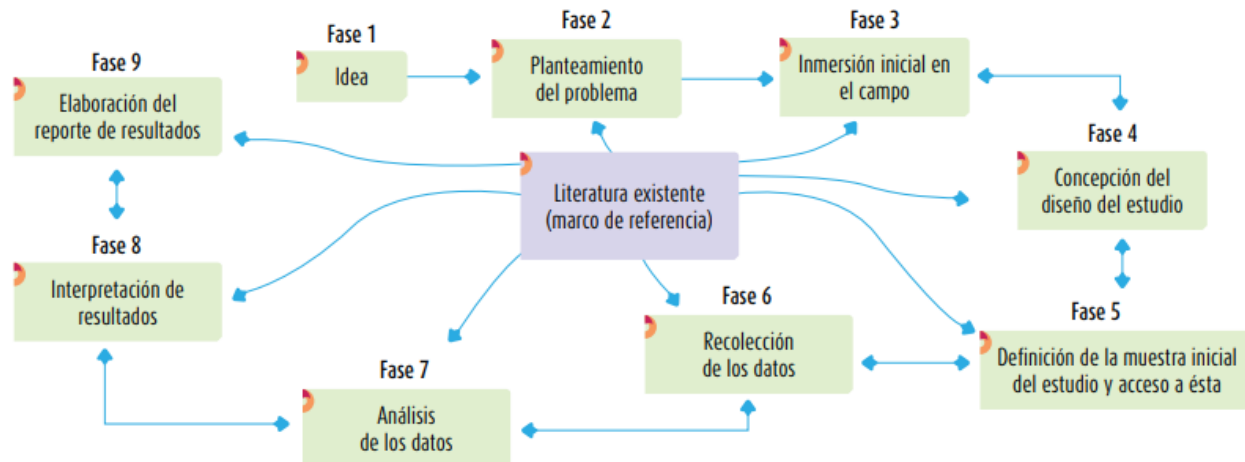 Fase 1
Idea
Fase 2
Planteamiento
del problema
Fase 3
Inmersión inicial en
el campo
Fase 4
Concepción del
diseño del estudio
Fase 5
Definición de la muestra inicial
del estudio y acceso a ésta
Fase 6
Recolección
de los datos
Fase 7
Análisis
de los datos
Fase 8
Interpretación de
resultados
Fase 9
Elaboración del
reporte de resultados
Literatura existente
(marco de referencia)